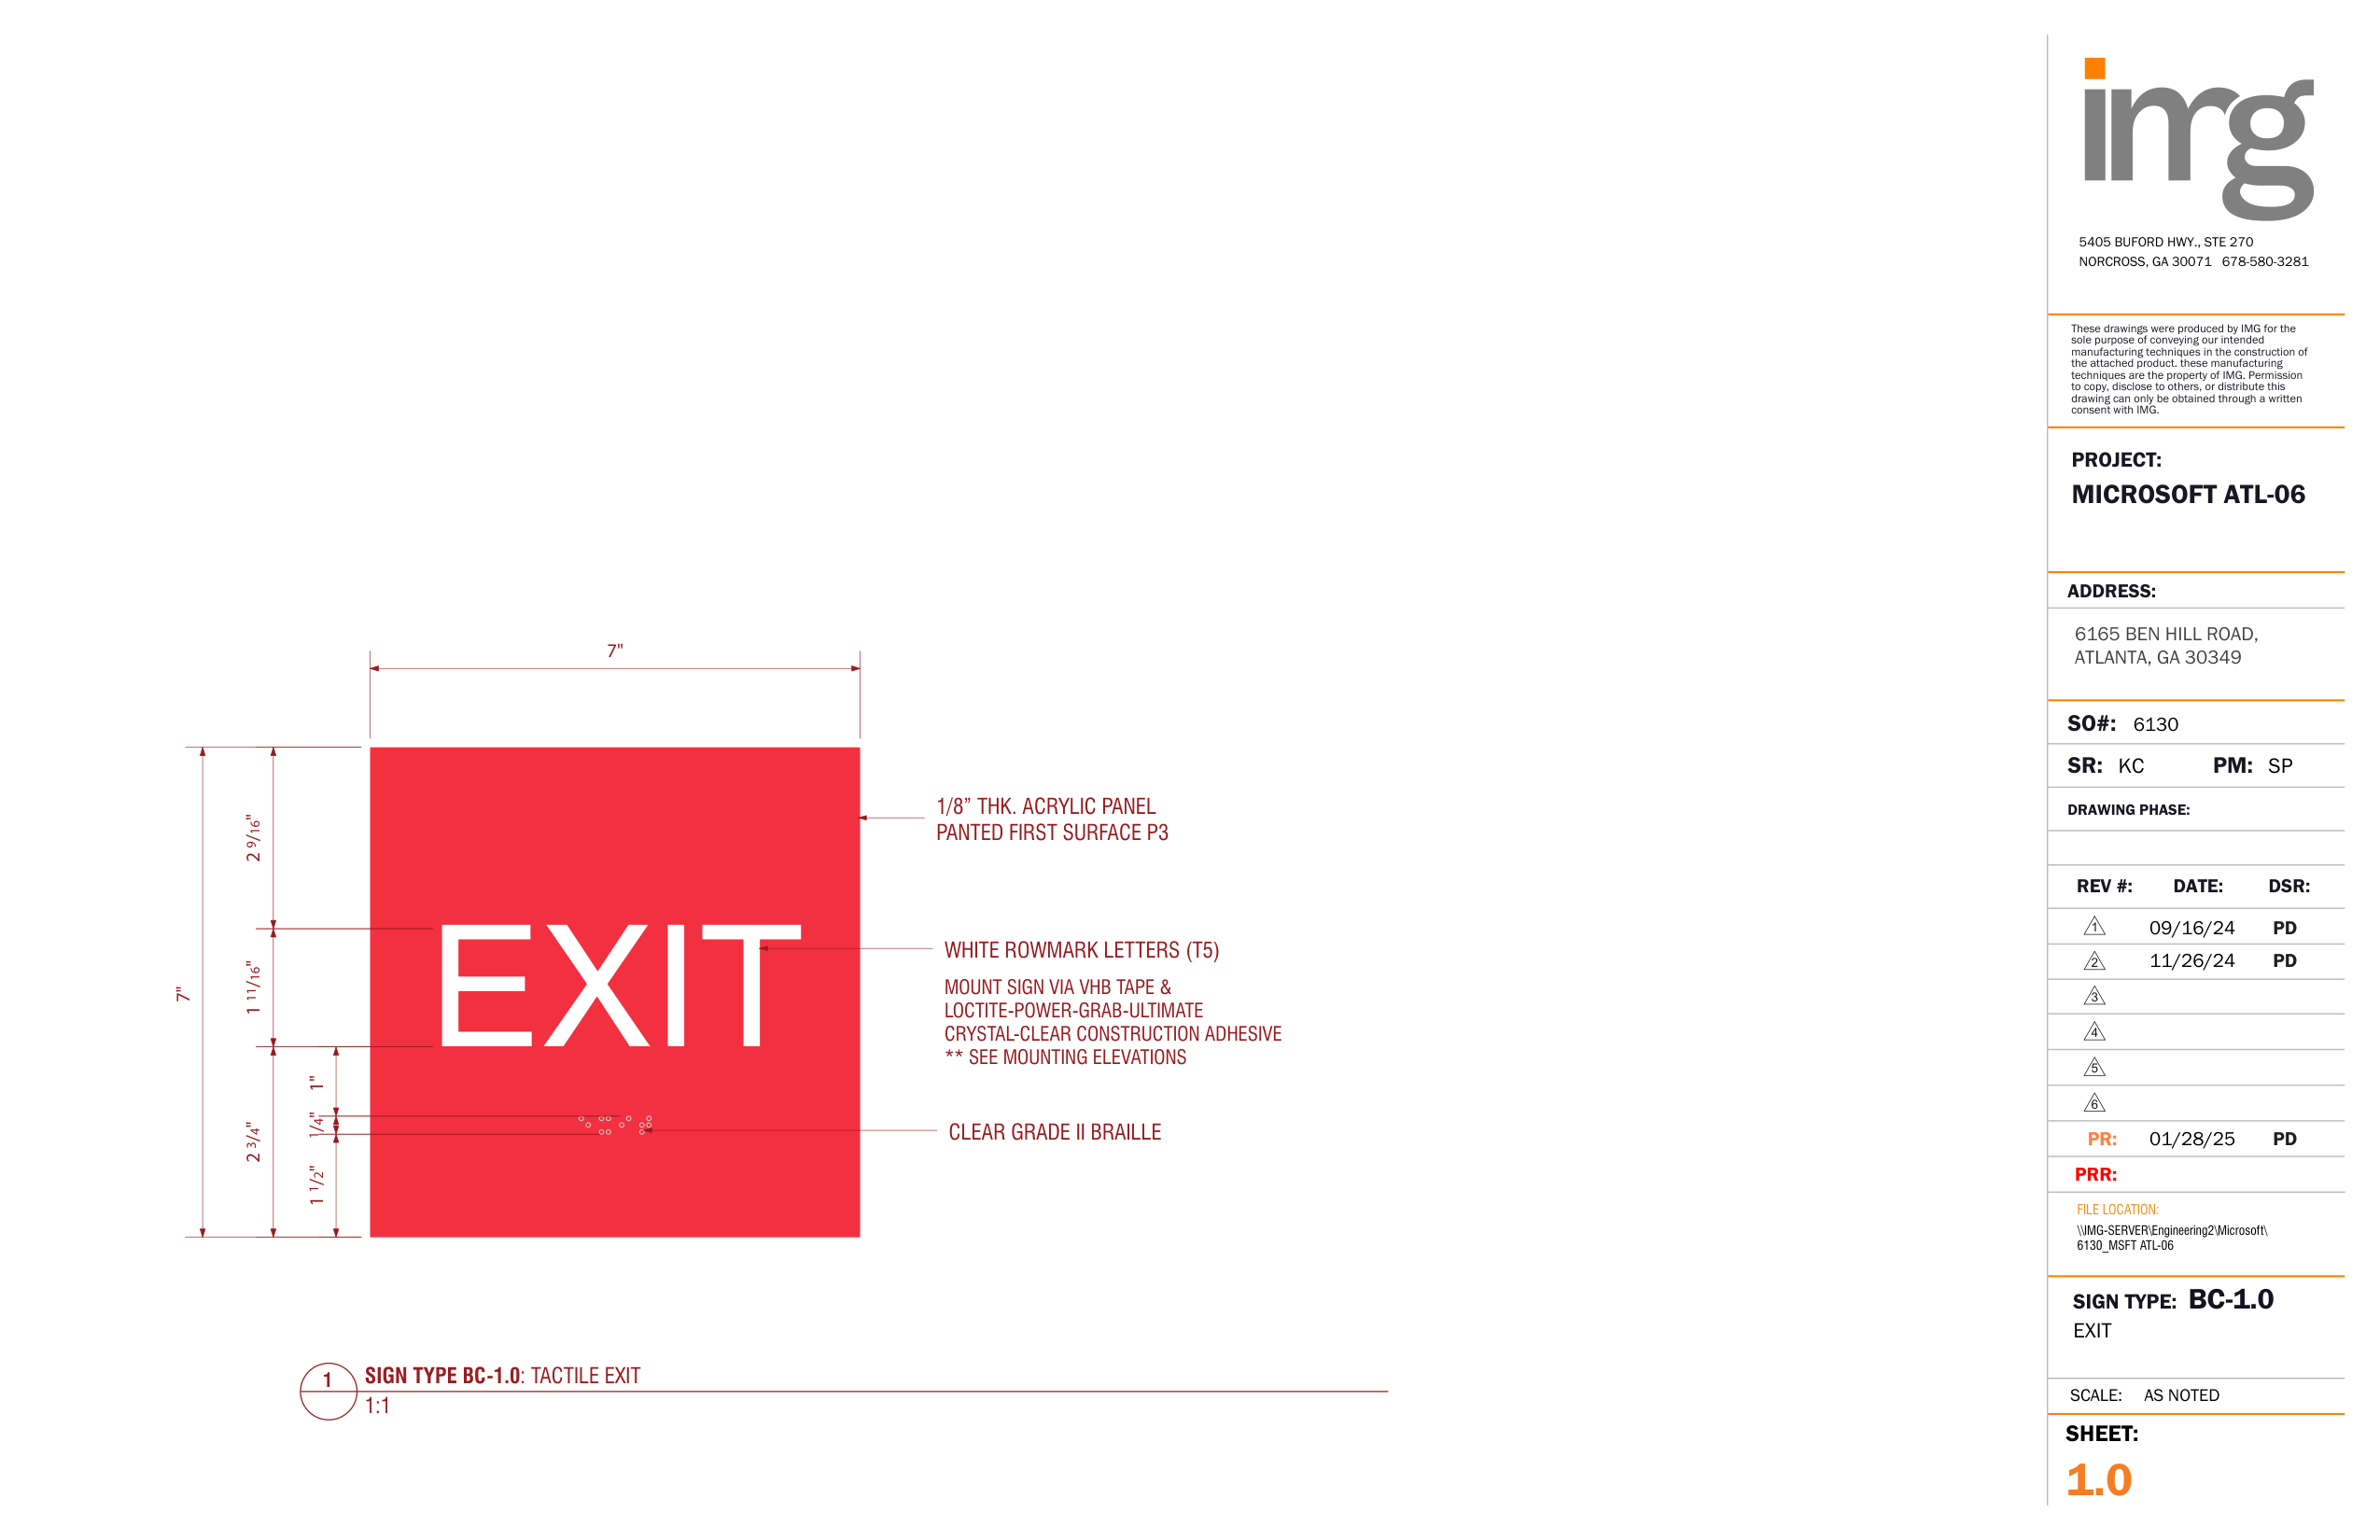 7"
7"
2 9/16"
1 11/16"
2 3/4"
1"
1/4"
1 1/2"
EXIT
1/8” THK. ACRYLIC PANEL
PANTED FIRST SURFACE P3
WHITE ROWMARK LETTERS (T5)
MOUNT SIGN VIA VHB TAPE &
LOCTITE-POWER-GRAB-ULTIMATE
CRYSTAL-CLEAR CONSTRUCTION ADHESIVE
** SEE MOUNTING ELEVATIONS
CLEAR GRADE II BRAILLE
1
SIGN TYPE BC-1.0: TACTILE EXIT
1:1
img
5405 BUFORD HWY., STE 270
NORCROSS, GA 30071 678-580-3281
These drawings were produced by IMG for the
sole purpose of conveying our intended
manufacturing techniques in the construction of
the attached product. these manufacturing
techniques are the property of IMG. Permission
to copy, disclose to others, or distribute this
drawing can only be obtained through a written
consent with IMG.
PROJECT:
MICROSOFT ATL-06
ADDRESS:
6165 BEN HILL ROAD,
ATLANTA, GA 30349
SO#: 6130
SR: KC PM: SP
DRAWING PHASE:
REV #: DATE: DSR:
1 09/16/24 PD
2 11/26/24 PD
3
4
5
6
PR: 01/28/25 PD
PRR:
FILE LOCATION:
\\IMG-SERVER\Engineering2\Microsoft\
6130_MSFT ATL-06
SIGN TYPE: BC-1.0
EXIT
SCALE: AS NOTED
SHEET:
1.0